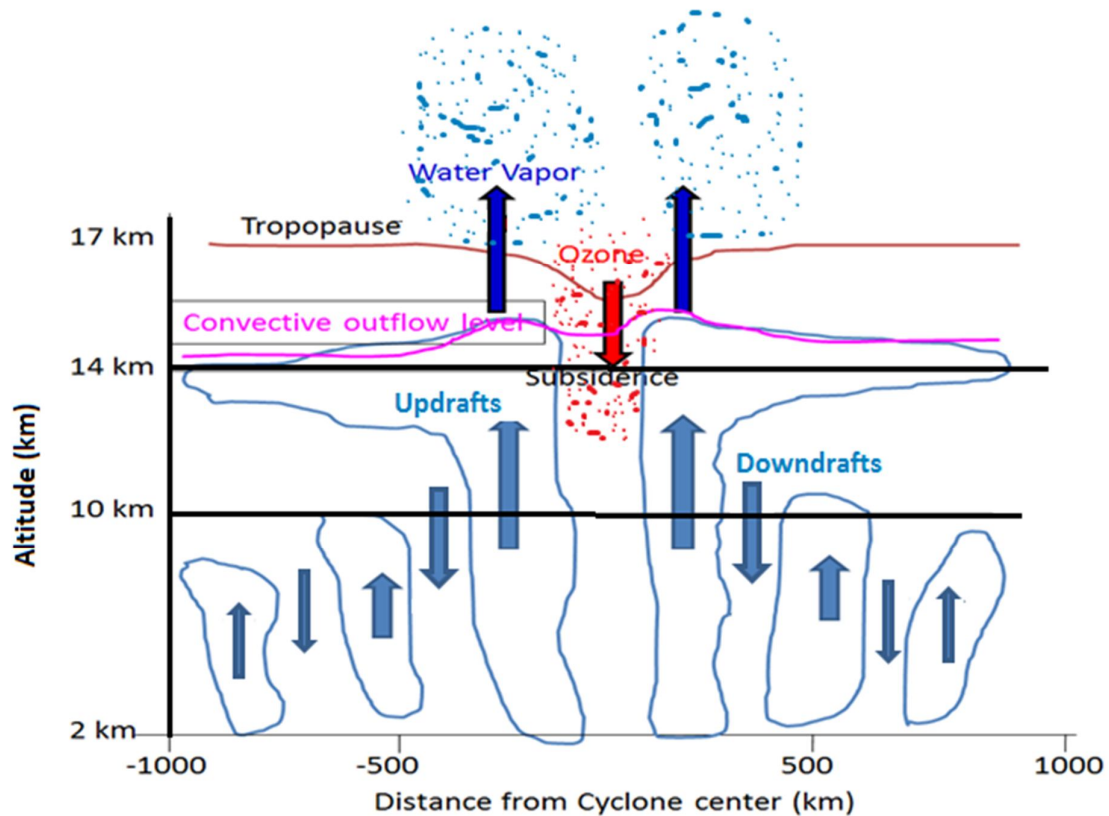 Water Vapor
17 km
Tropopause
Ozone
Convective outflow level
14 km
Subsidence
Updrafts
Downdrafts
10 km
Altitude (km)
2 km
-1000
-500
500
1000
Distance from Cyclone center (km)